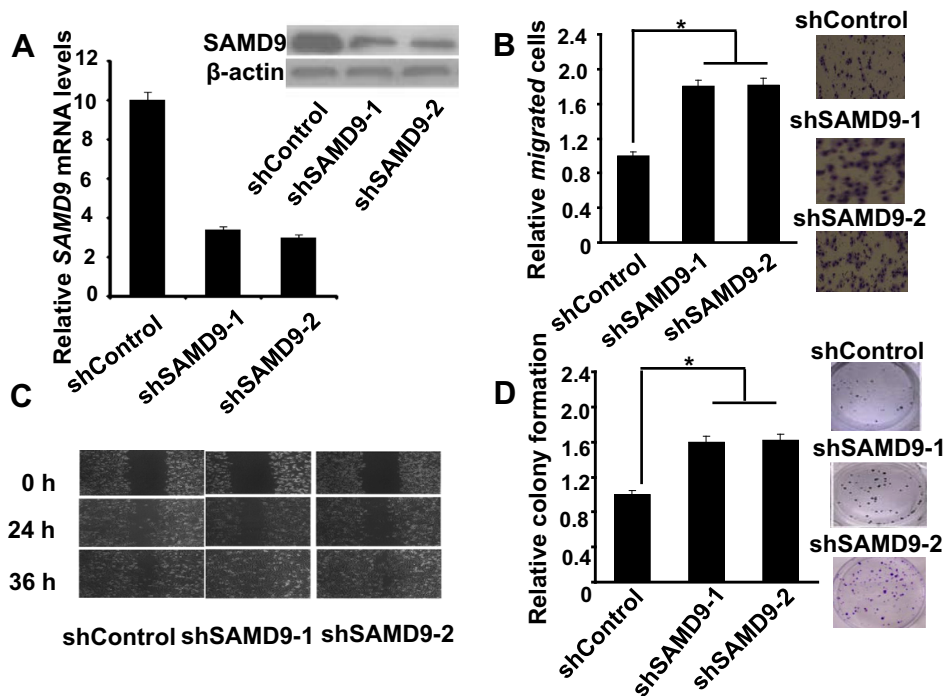 A
SAMD9
β-actin
shControl
shSAMD9-1
shSAMD9-2
Relative SAMD9 mRNA levels
12
10
8
6
4
2
0
shControl
shSAMD9-1
shSAMD9-2
B
Relative migrated cells
2.4
2.0
1.6
1.2
0.8
0.4
0
*
shControl
shSAMD9-1
shSAMD9-2
shControl
shSAMD9-1
shSAMD9-2
C
0 h
24 h
36 h
shControl shSAMD9-1 shSAMD9-2
D
Relative colony formation
2.4
2.0
1.6
1.2
0.8
0.4
0
*
shControl
shSAMD9-1
shSAMD9-2
shControl
shSAMD9-1
shSAMD9-2